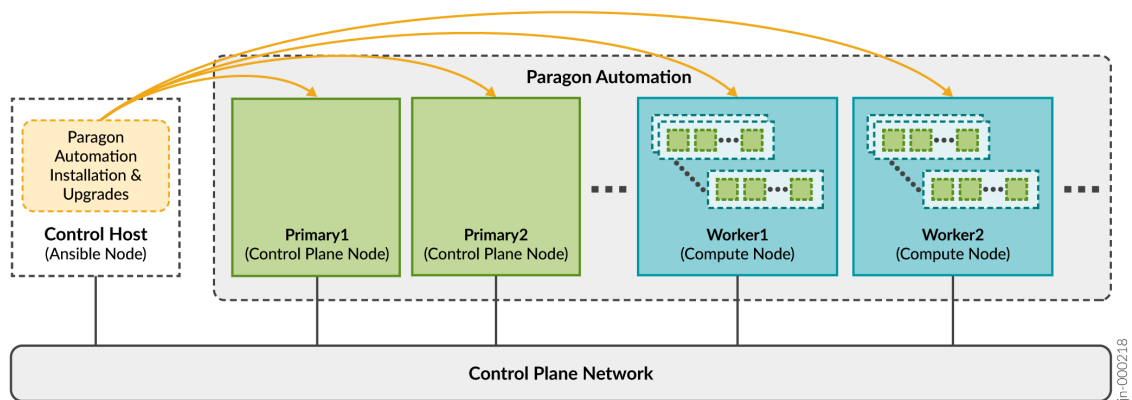 Paragon Automation
Paragon
Automation
Installation &
Upgrades
Control Host
(Ansible Node)
Primary1
(Control Plane Node)
Primary2
(Control Plane Node)
Worker1
(Compute Node)
Worker2
(Compute Node)
Control Plane Network
jn-000218